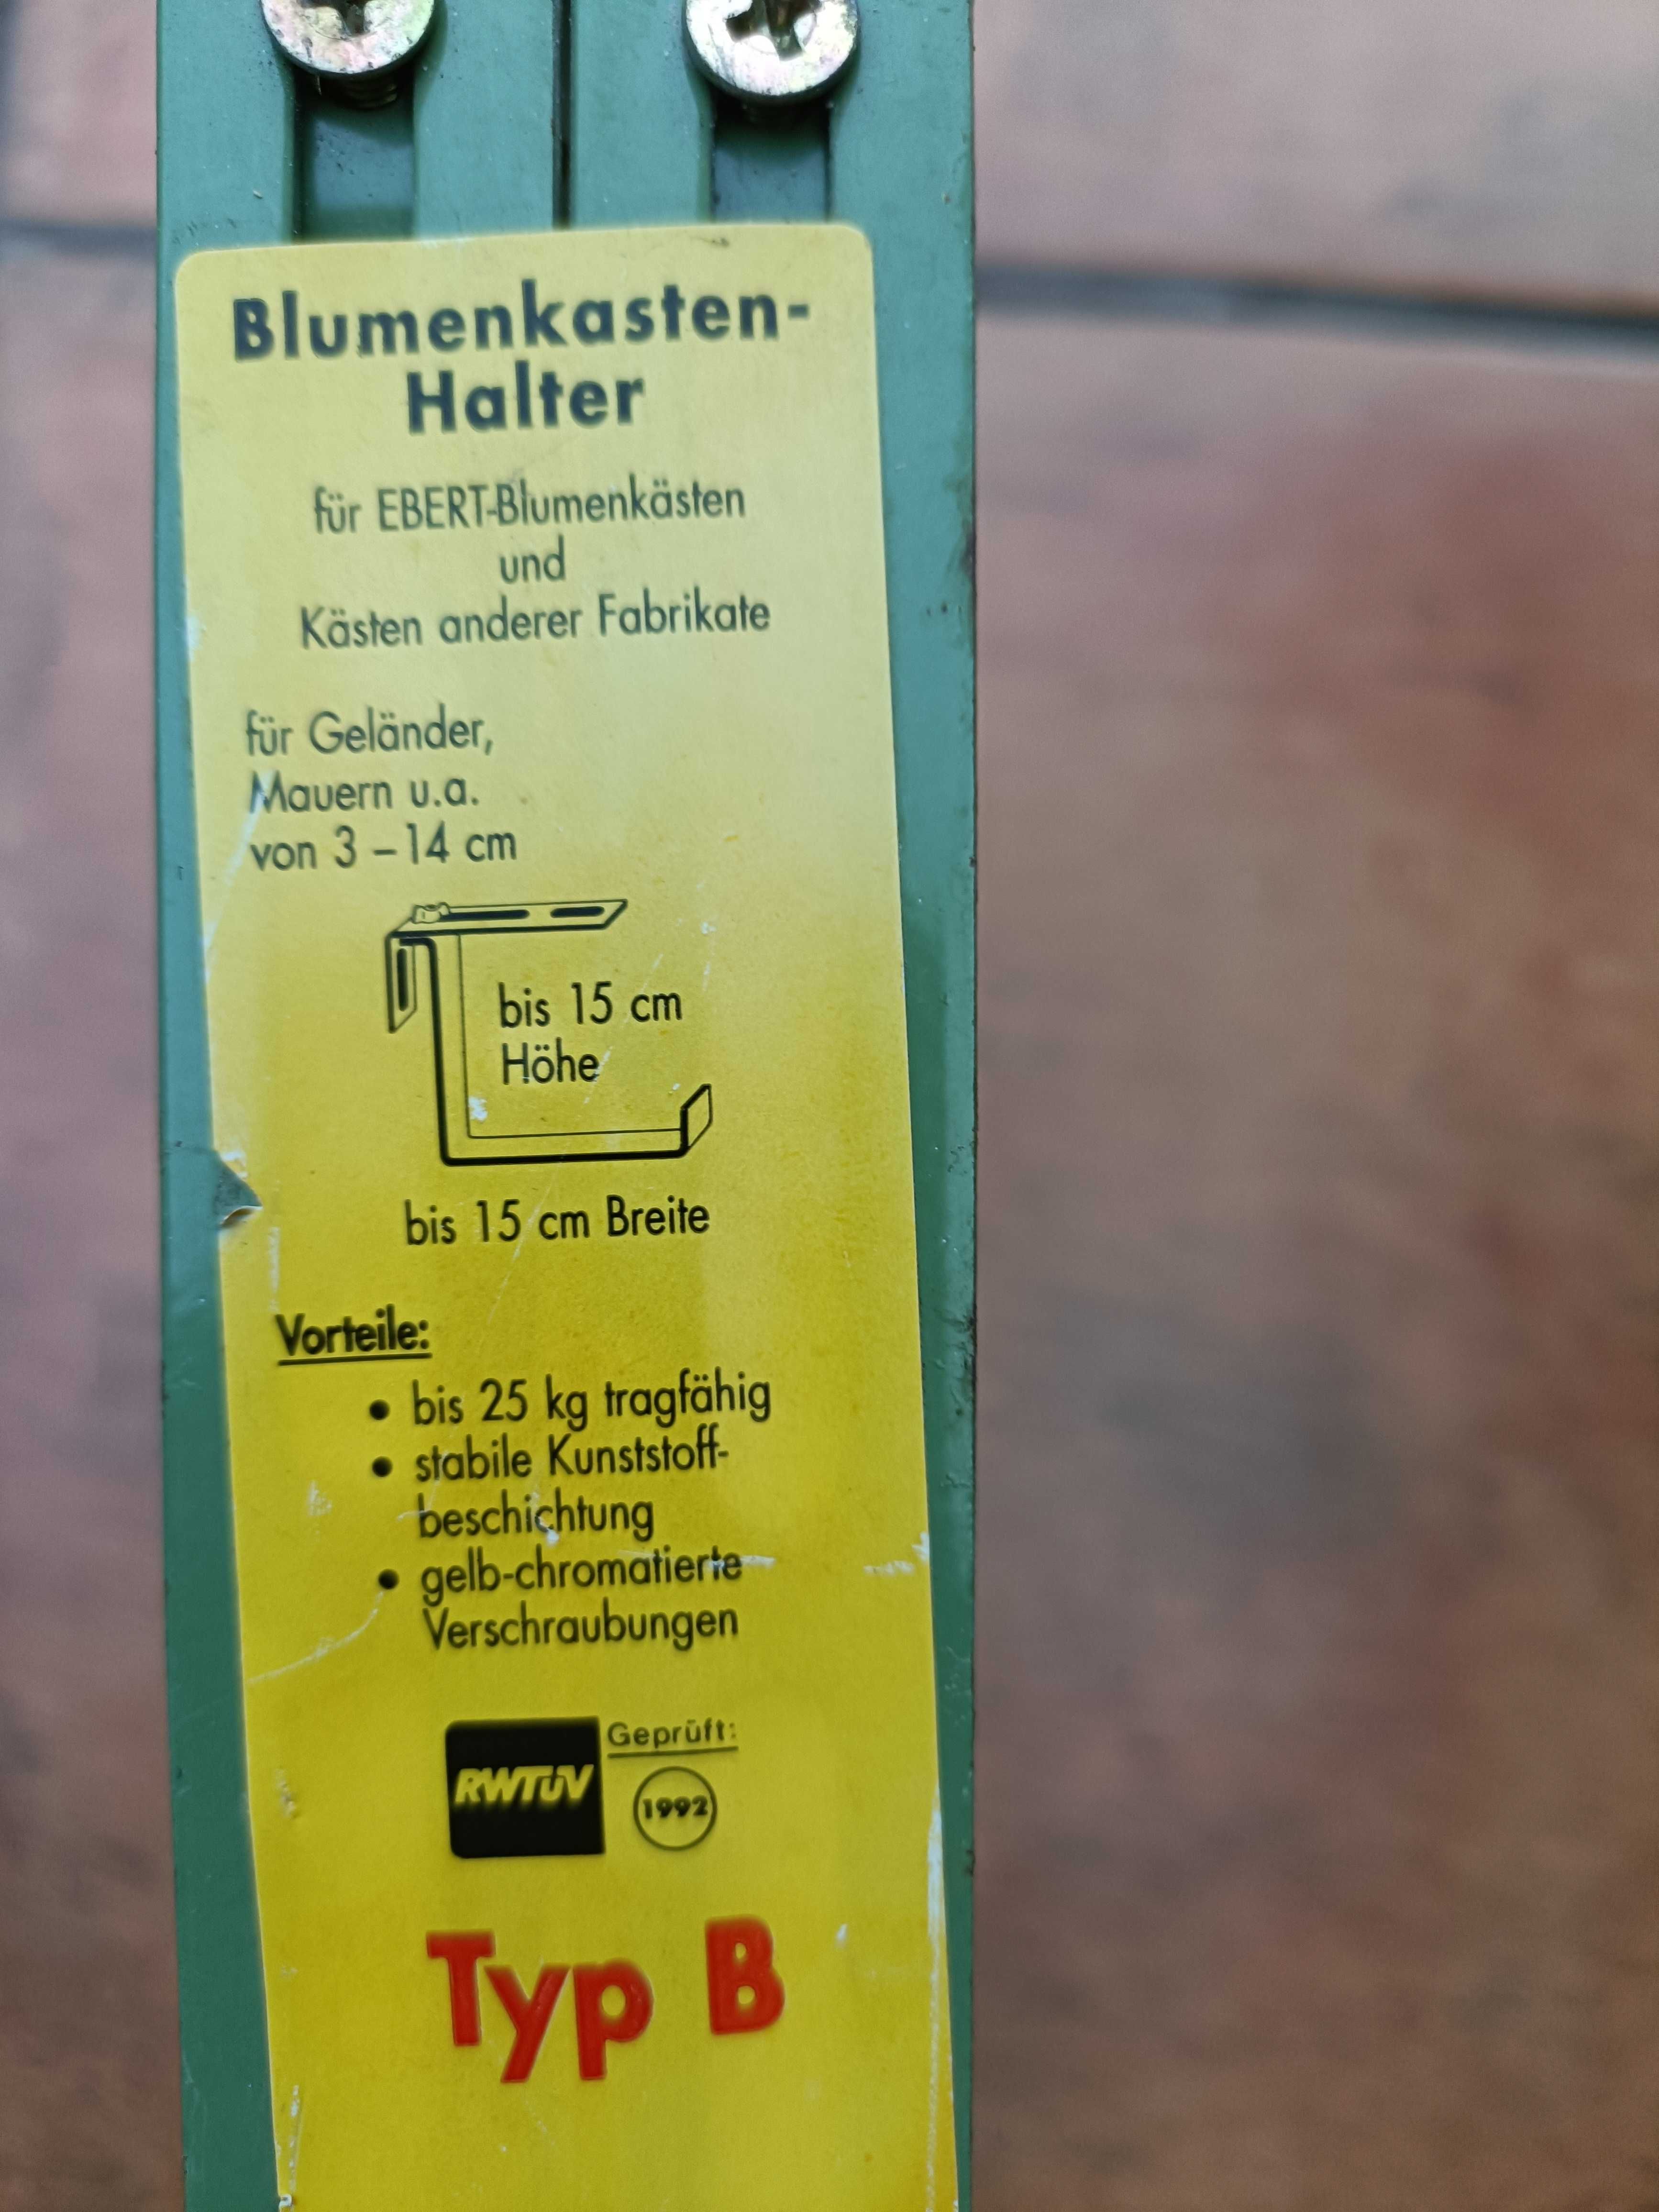 Blumenkasten-
Halter
für EBERT-Blumenkästen
und
Kästen anderer Fabrikate
für Geländer,
Mauern u.a.
von 3 – 14 cm
bis 15 cm
Höhe
bis 15 cm Breite
Vorteile:
• bis 25 kg tragfähig
• stabile Kunststoff-
beschichtung
• gelb-chromatierte
Verschraubungen
RWTÜV
Geprüft:
1992
Typ B